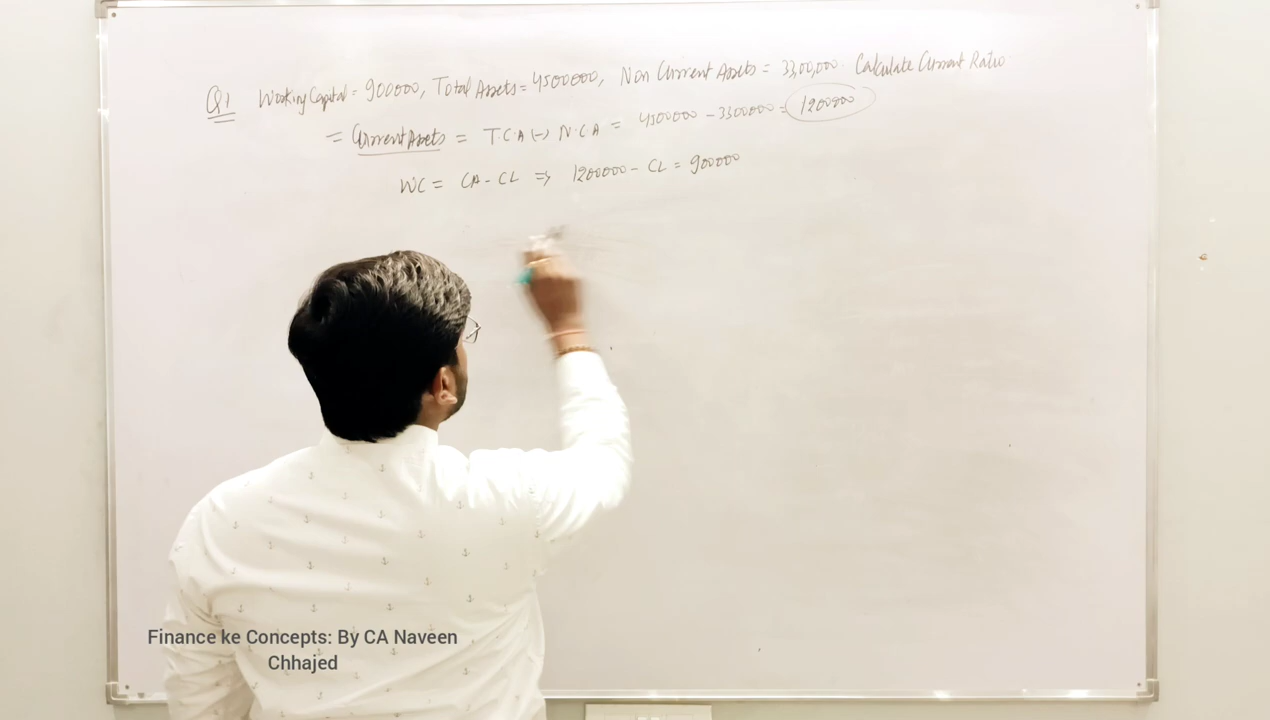 Q1 Working Capital = 900000, Total Assets = 4500000, Non Current Assets = 33,00,000. Calculate Current Ratio
= Current Assets = T.C.A (-) N.C.A = 4500000 - 3300000 = 1200000
WC = CA - CL => 1200000 - CL = 900000
Finance ke Concepts: By CA Naveen
Chhajed